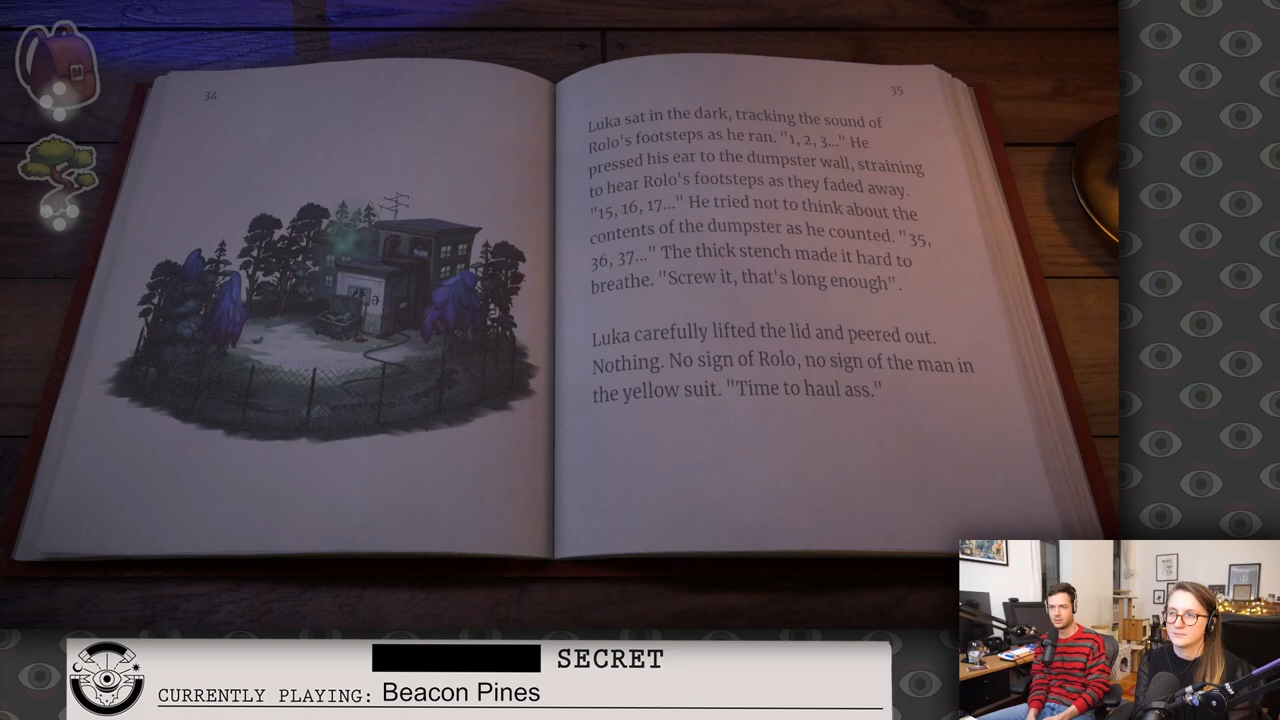 34
35
Luka sat in the dark, tracking the sound of
Rolo's footsteps as he ran. "1, 2, 3..." He
pressed his ear to the dumpster wall, straining
to hear Rolo's footsteps as they faded away.
"15, 16, 17..." He tried not to think about the
contents of the dumpster as he counted. "35,
36, 37..." The thick stench made it hard to
breathe. "Screw it, that's long enough".
Luka carefully lifted the lid and peered out.
Nothing. No sign of Rolo, no sign of the man in
the yellow suit. "Time to haul ass."
SECRET
CURRENTLY PLAYING: Beacon Pines